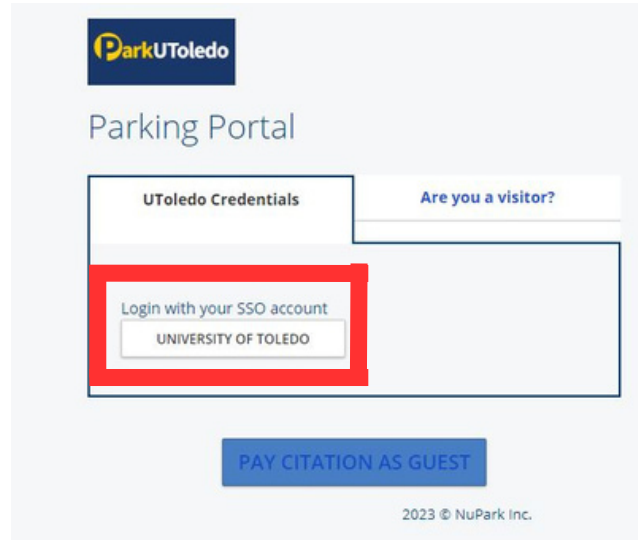 ParkUToledo
Parking Portal
UToledo Credentials
Are you a visitor?
Login with your SSO account
UNIVERSITY OF TOLEDO
PAY CITATION AS GUEST
2023 © NuPark Inc.